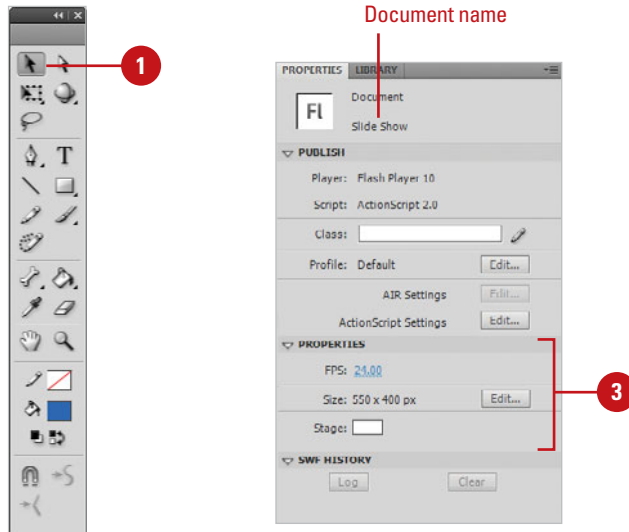 Document name
1
PROPERTIES LIBRARY
Fl
Document
Slide Show
PUBLISH
Player: Flash Player 10
Script: ActionScript 2.0
Class:
Profile: Default Edit...
AIR Settings Edit...
ActionScript Settings Edit...
PROPERTIES
FPS: 24.00
Size: 550 x 400 px Edit...
3
Stage:
SWF HISTORY
Log Clear
T